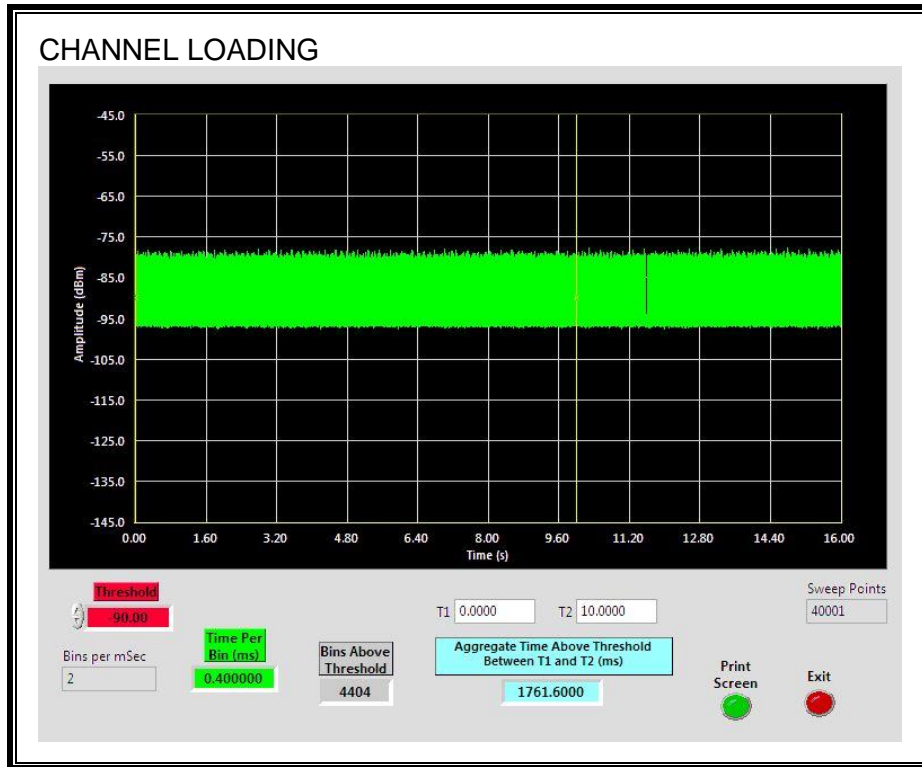 CHANNEL LOADING
Amplitude (dBm)
-45.0
-55.0
-65.0
-75.0
-85.0
-95.0
-105.0
-115.0
-125.0
-135.0
-145.0
0.00 1.60 3.20 4.80 6.40 8.00 9.60 11.20 12.80 14.40 16.00
Time (s)
Threshold
-90.00
Bins per mSec
2
Time Per
Bin (ms)
0.400000
Bins Above
Threshold
4404
T1 0.0000 T2 10.0000
Aggregate Time Above Threshold
Between T1 and T2 (ms)
1761.6000
Sweep Points
40001
Print
Screen
Exit